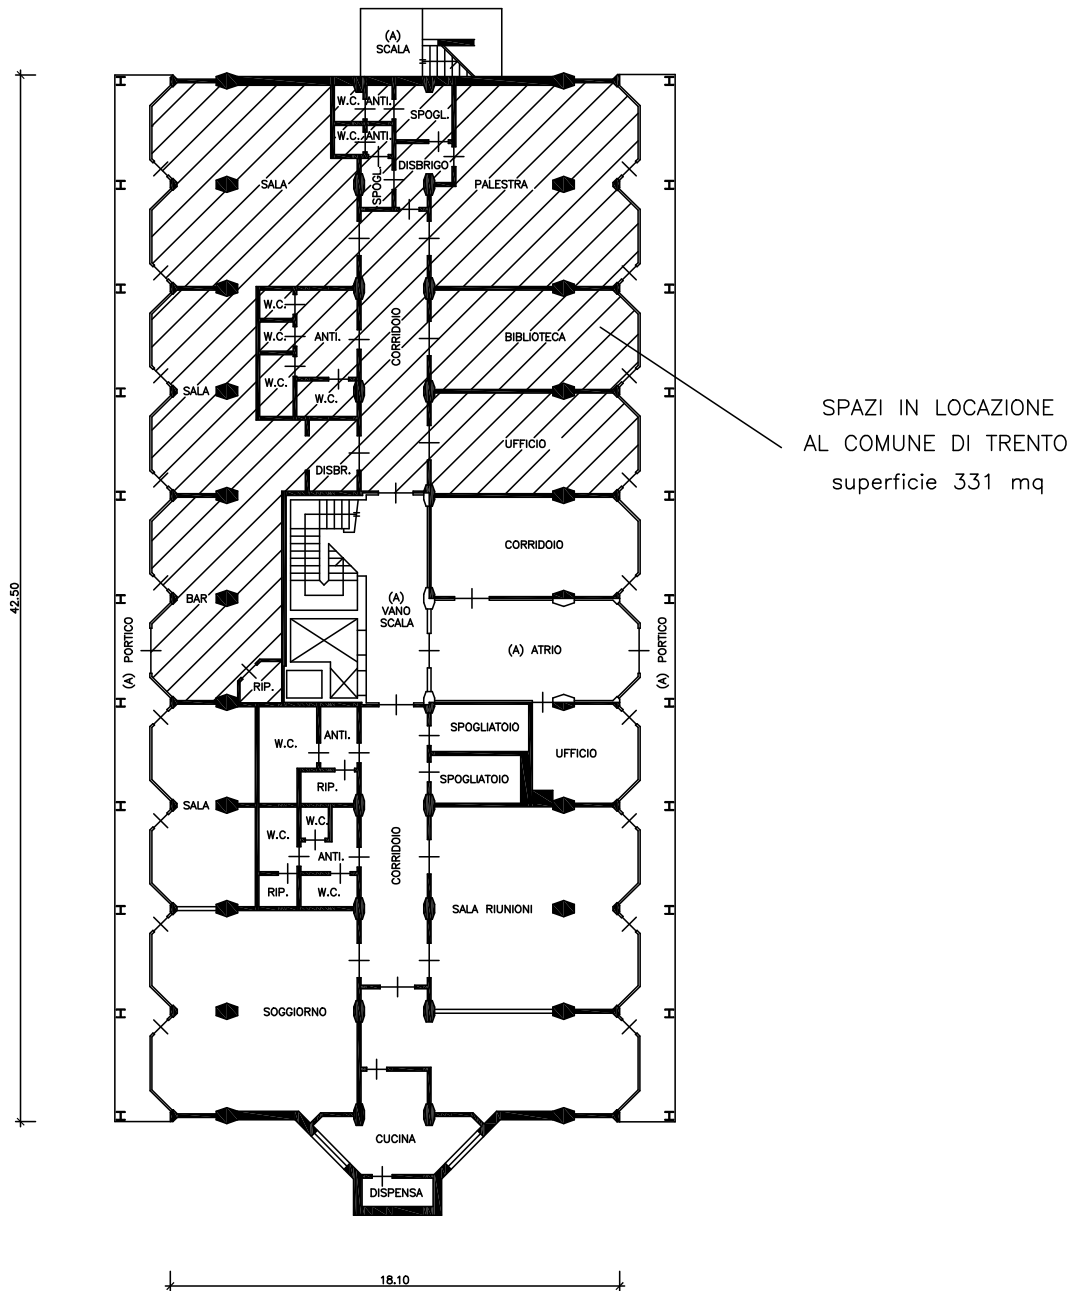 (A)
SCALA
W.C.
ANTI.
SPOGL.
W.C.
ANTI.
DISBRIGO
SPOGL.
SALA
PALESTRA
W.C.
W.C.
ANTI.
CORRIDOIO
BIBLIOTECA
SALA
W.C.
W.C.
SPAZI IN LOCAZIONE
AL COMUNE DI TRENTO
superficie 331 mq
UFFICIO
DISBR.
CORRIDOIO
42.50
BAR
(A)
VANO
SCALA
(A) PORTICO
(A) ATRIO
(A) PORTICO
RIP.
W.C.
ANTI.
SPOGLIATOIO
UFFICIO
RIP.
SPOGLIATOIO
SALA
W.C.
W.C.
ANTI.
CORRIDOIO
RIP.
W.C.
SALA RIUNIONI
SOGGIORNO
CUCINA
DISPENSA
18.10